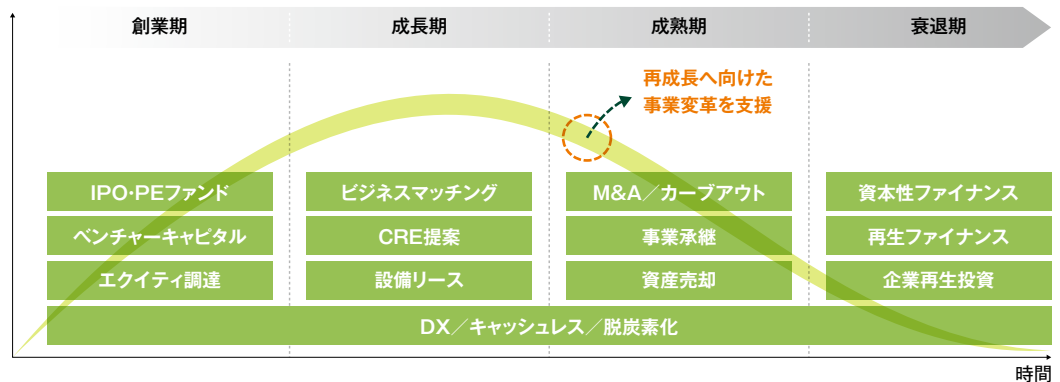 創業期
成長期
成熟期
衰退期
再成長へ向けた
事業変革を支援
IPO・PEファンド
ビジネスマッチング
M&A／カーブアウト
資本性ファイナンス
ベンチャーキャピタル
CRE提案
事業承継
再生ファイナンス
エクイティ調達
設備リース
資産売却
企業再生投資
DX／キャッシュレス／脱炭素化
時間